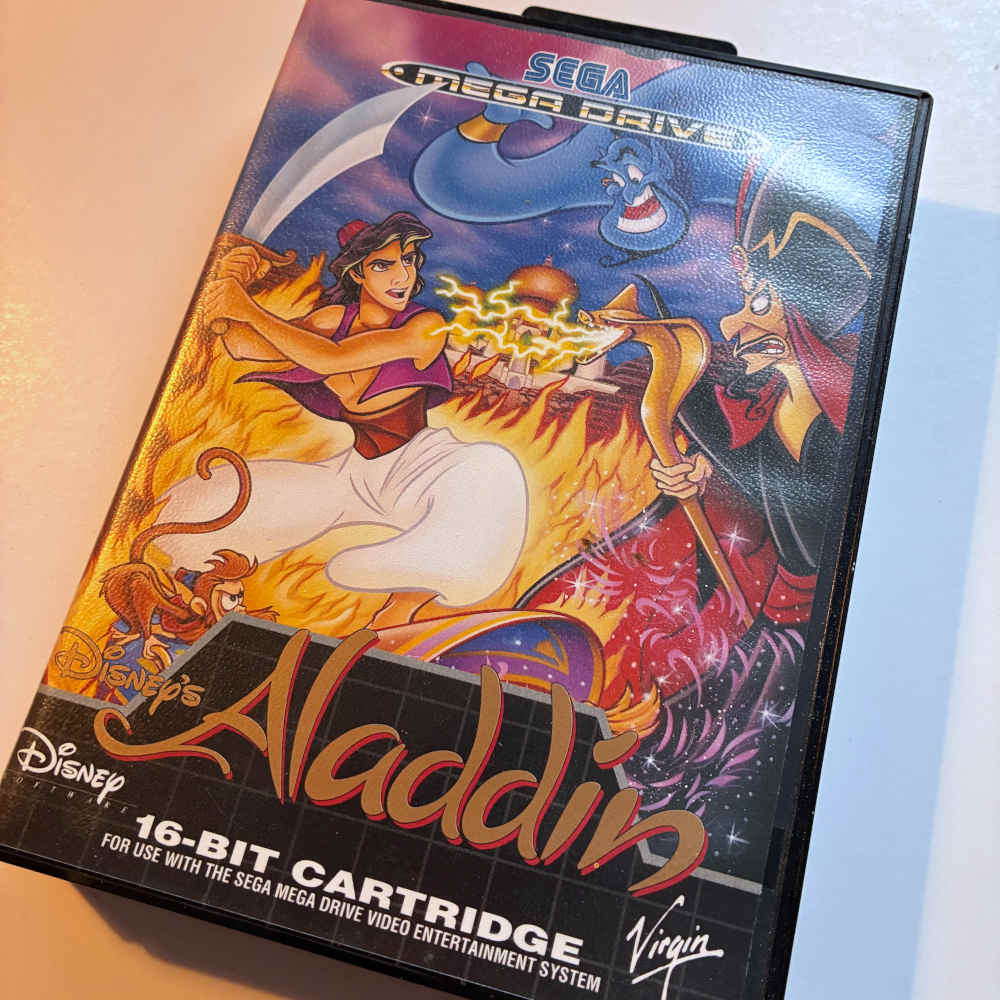 SEGA
MEGA DRIVE
DISNEY'S
Aladdin
DISNEY
SOFTWARE
16-BIT CARTRIDGE
FOR USE WITH THE SEGA MEGA DRIVE VIDEO ENTERTAINMENT SYSTEM
Virgin